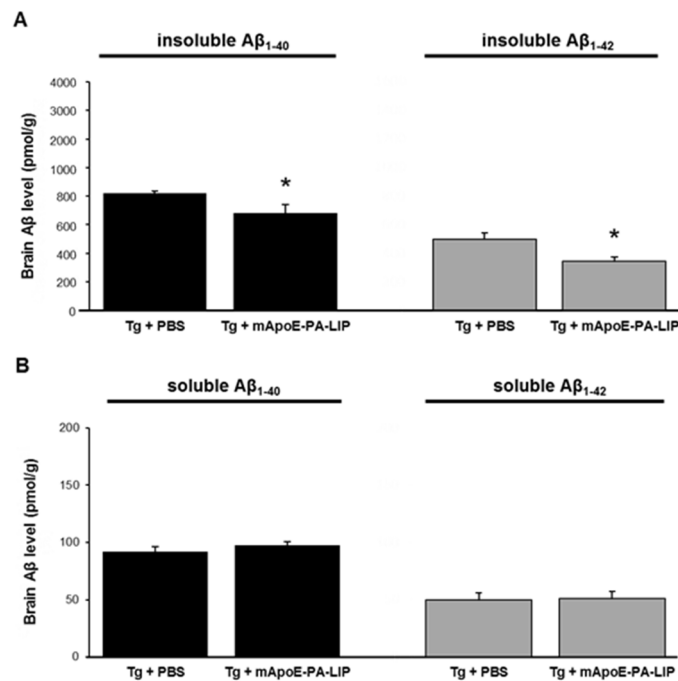 A
insoluble Aβ1-40
insoluble Aβ1-42
Brain Aβ level (pmol/g)
4000
3000
2000
1000
800
600
400
200
0
*
*
Tg + PBS
Tg + mApoE-PA-LIP
Tg + PBS
Tg + mApoE-PA-LIP
B
soluble Aβ1-40
soluble Aβ1-42
Brain Aβ level (pmol/g)
200
150
100
50
0
Tg + PBS
Tg + mApoE-PA-LIP
Tg + PBS
Tg + mApoE-PA-LIP